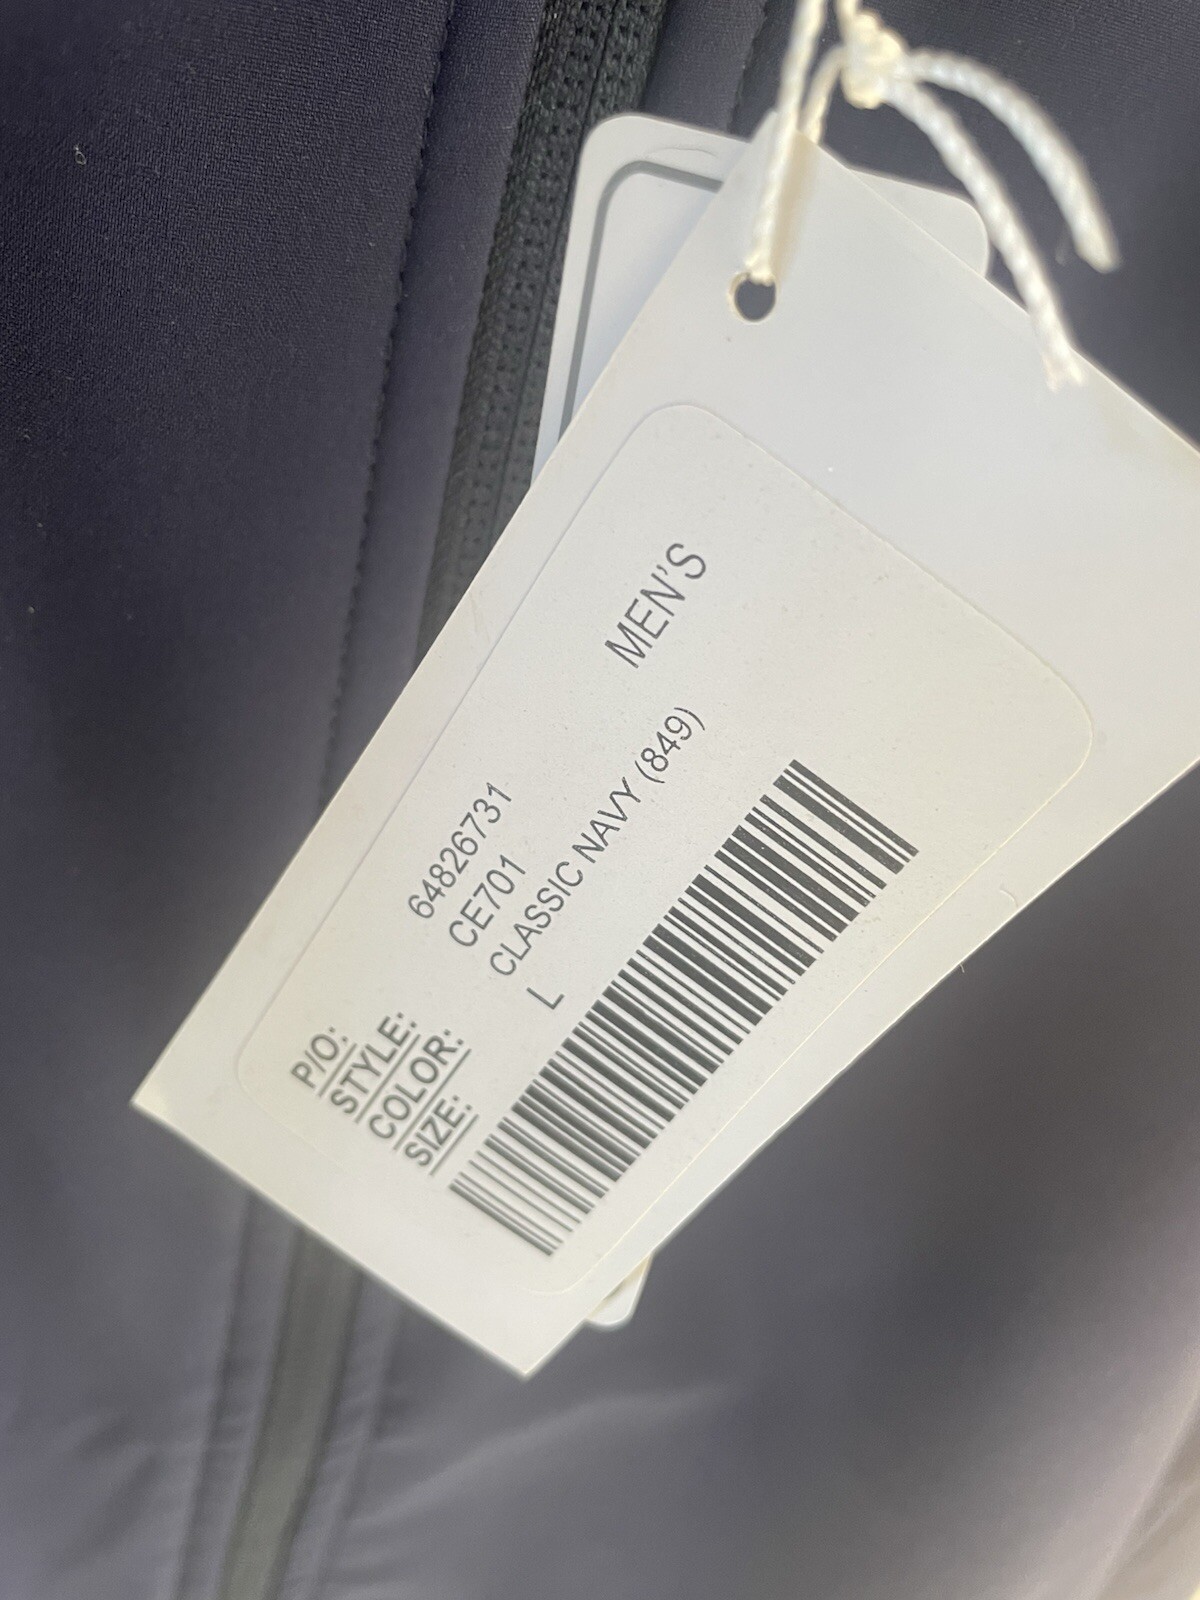 MEN'S
P/O: 64826731
STYLE: CE701
COLOR: CLASSIC NAVY (849)
SIZE: L